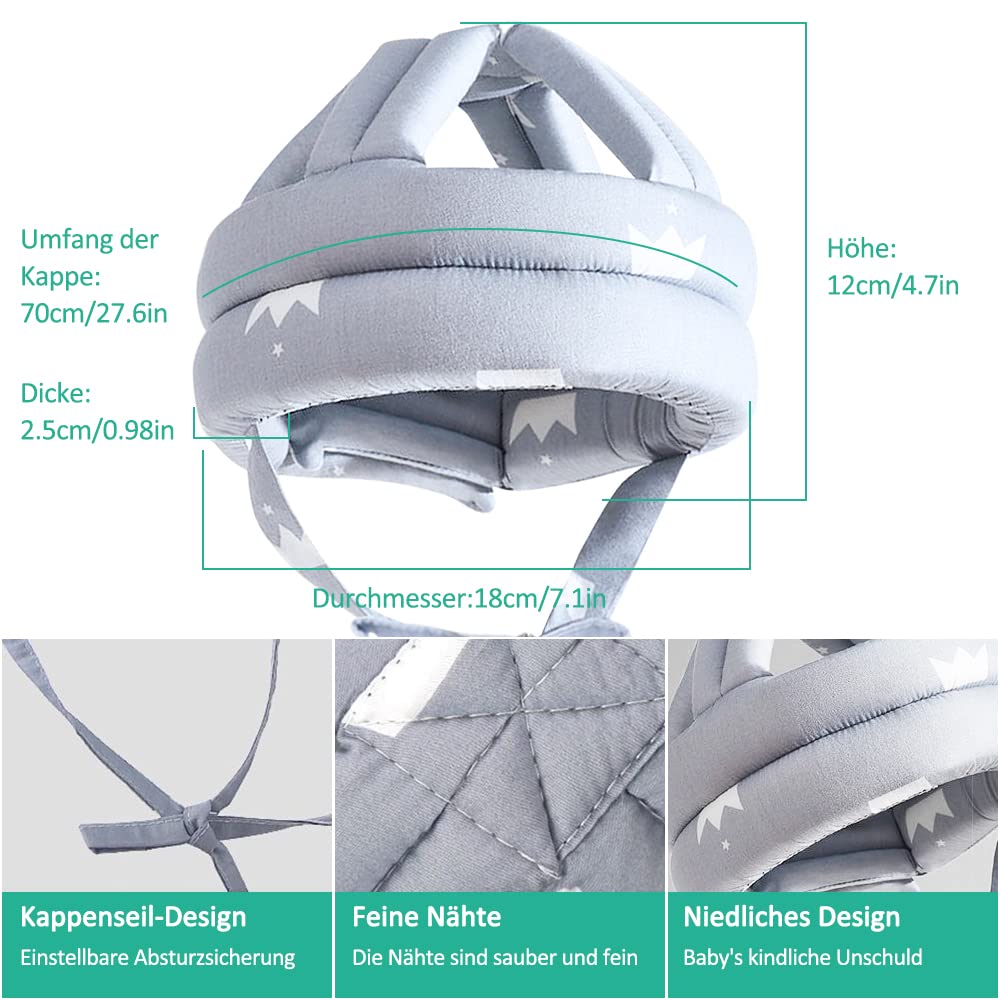 Umfang der
Kappe:
70cm/27.6in
Höhe:
12cm/4.7in
Dicke:
2.5cm/0.98in
Durchmesser:18cm/7.1in
Kappenseil-Design
Einstellbare Absturzsicherung
Feine Nähte
Die Nähte sind sauber und fein
Niedliches Design
Baby's kindliche Unschuld